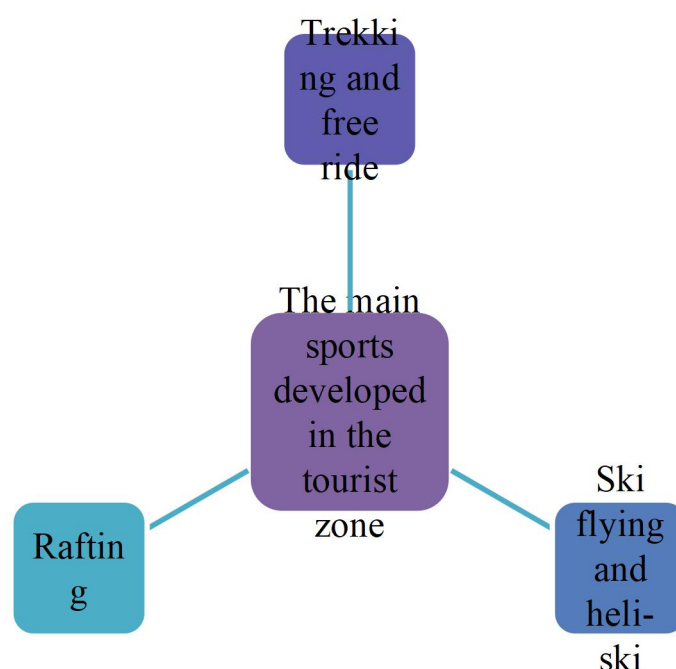 Trekki
ng and
free
ride
The main
sports
developed
in the
tourist
zone
Raftin
g
Ski
flying
and
heli-
ski